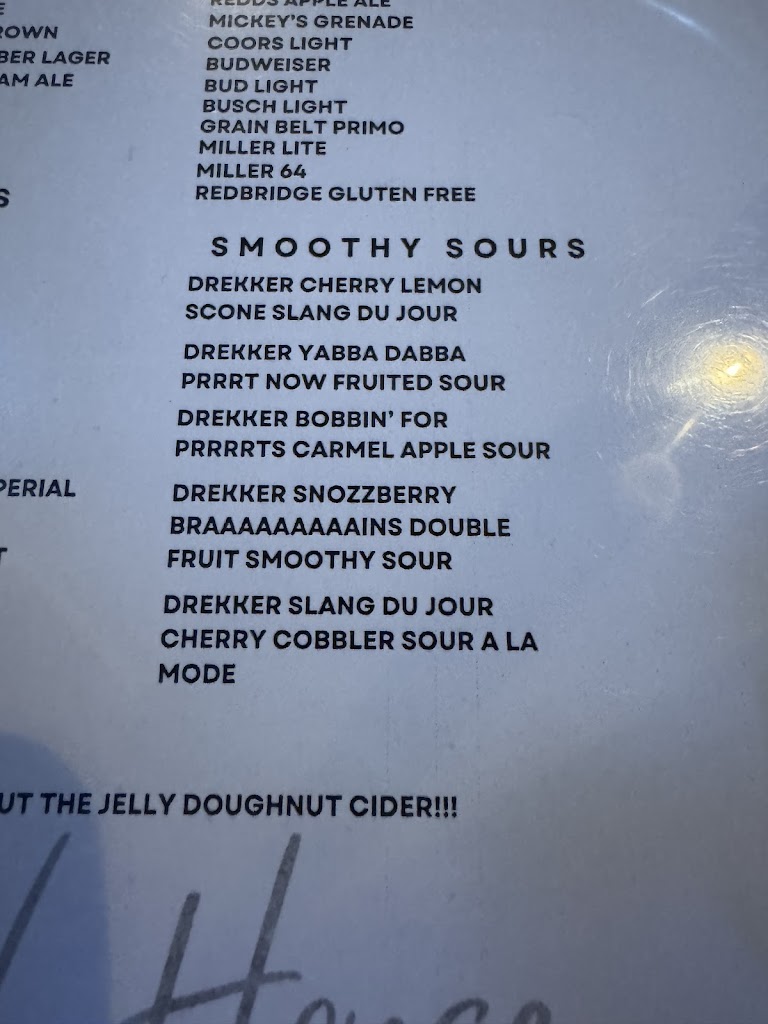 REDDS APPLE ALE
MICKEY'S GRENADE
COORS LIGHT
BUDWEISER
BUD LIGHT
BUSCH LIGHT
GRAIN BELT PRIMO
MILLER LITE
MILLER 64
REDBRIDGE GLUTEN FREE
ROWN
BER LAGER
AM ALE
S
PERIAL
T
SMOOTHY SOURS
DREKKER CHERRY LEMON
SCONE SLANG DU JOUR
DREKKER YABBA DABBA
PRRRT NOW FRUITED SOUR
DREKKER BOBBIN' FOR
PRRRRTS CARMEL APPLE SOUR
DREKKER SNOZZBERRY
BRAAAAAAAAAINS DOUBLE
FRUIT SMOOTHY SOUR
DREKKER SLANG DU JOUR
CHERRY COBBLER SOUR A LA
MODE
UT THE JELLY DOUGHNUT CIDER!!!
House